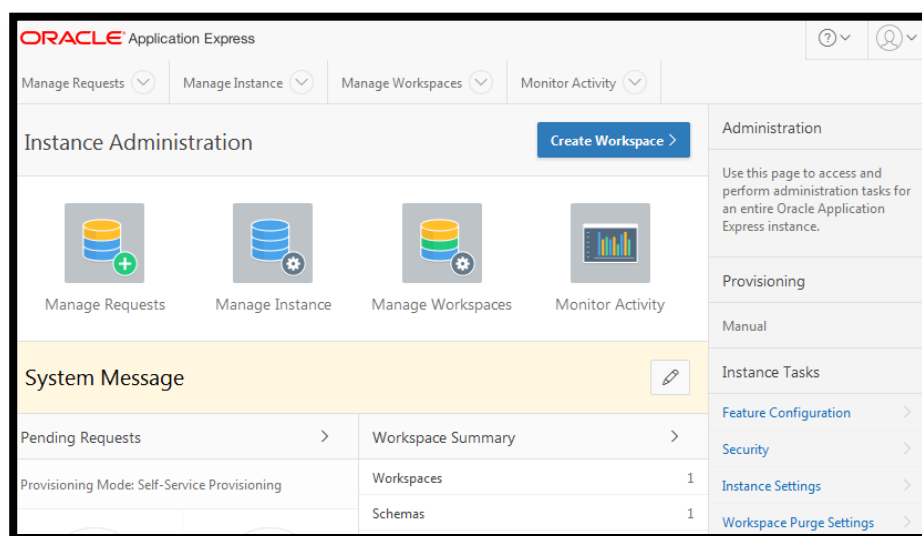 ORACLE Application Express
Manage Requests
Manage Instance
Manage Workspaces
Monitor Activity
Instance Administration
Create Workspace >
Manage Requests
Manage Instance
Manage Workspaces
Monitor Activity
System Message
Pending Requests
Provisioning Mode: Self-Service Provisioning
Workspace Summary
Workspaces 1
Schemas 1
Administration
Use this page to access and
perform administration tasks for
an entire Oracle Application
Express instance.
Provisioning
Manual
Instance Tasks
Feature Configuration
Security
Instance Settings
Workspace Purge Settings